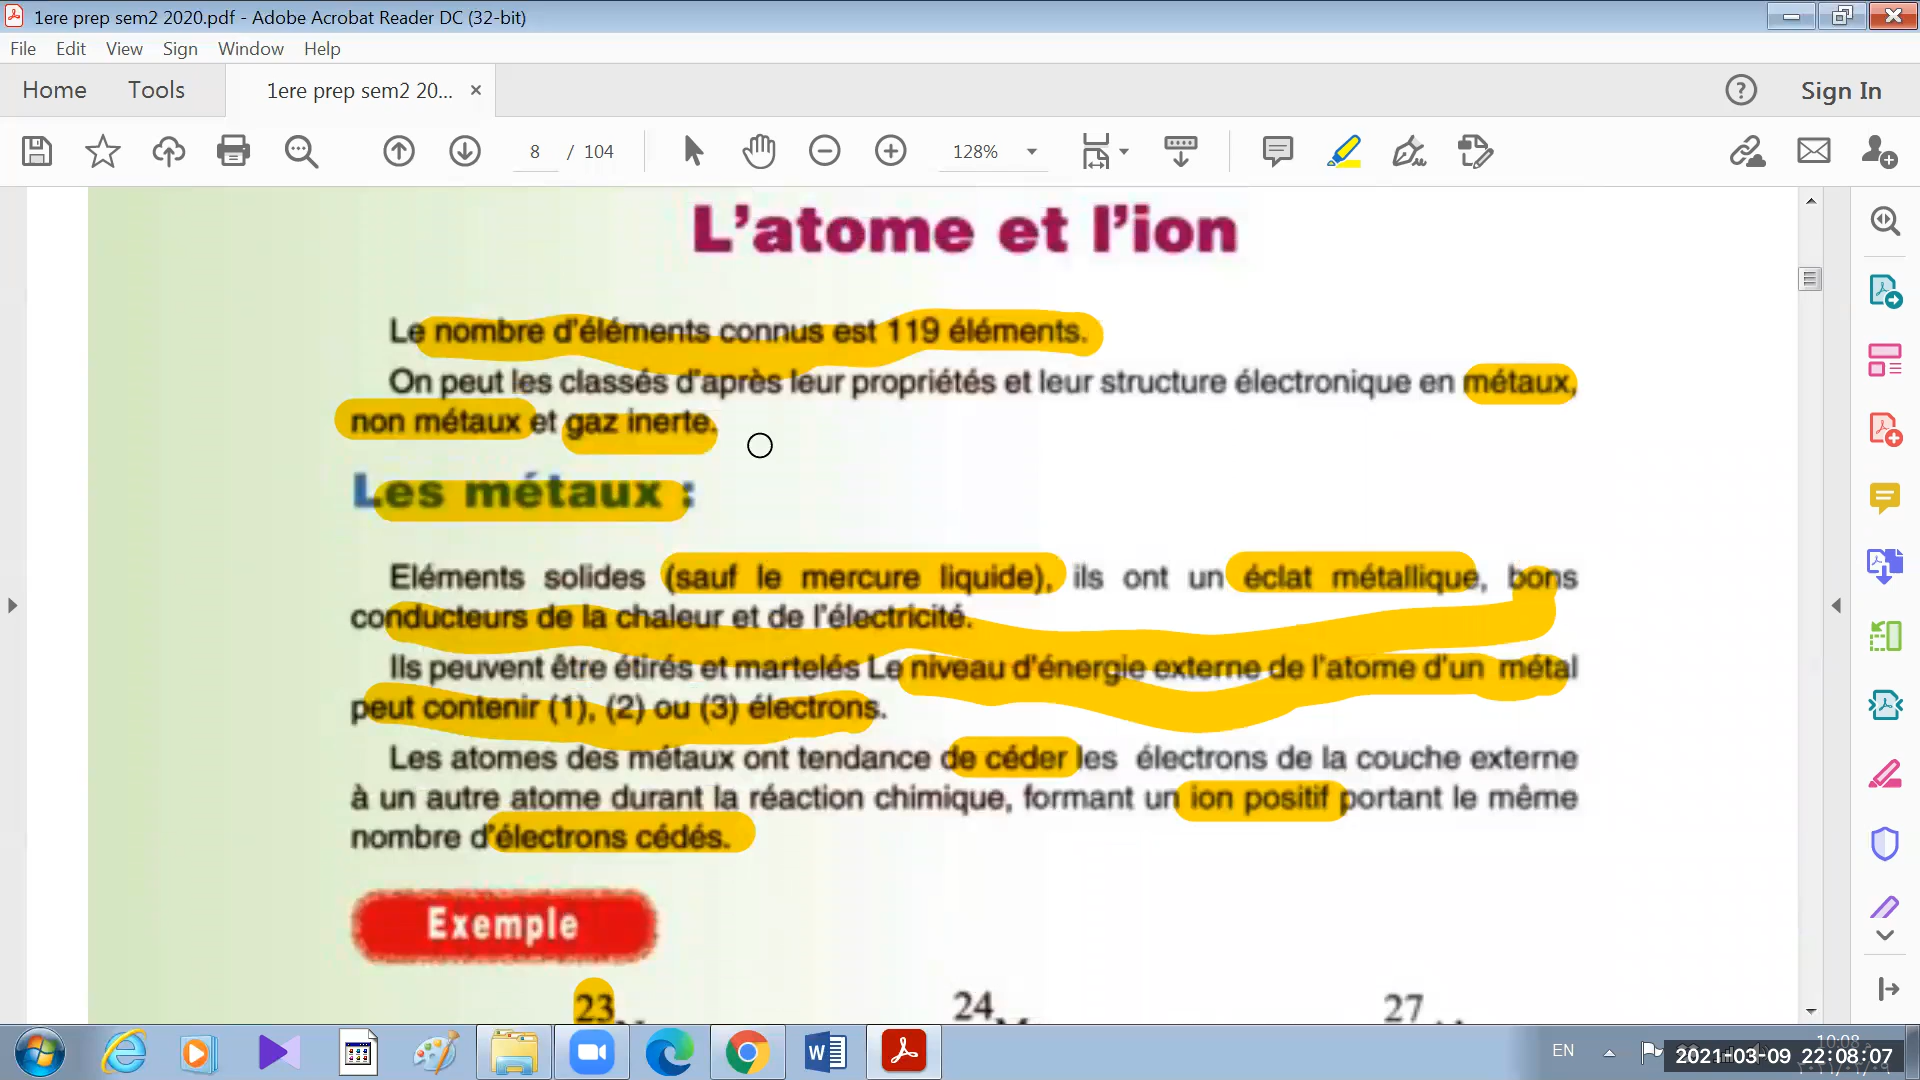 1ere prep sem2 2020.pdf - Adobe Acrobat Reader DC (32-bit)
File Edit View Sign Window Help
Home Tools 1ere prep sem2 20... × Sign In
8 / 104 128%
L'atome et l'ion
Le nombre d'éléments connus est 119 éléments.
On peut les classés d'après leur propriétés et leur structure électronique en métaux,
non métaux et gaz inerte.
Les métaux :
Eléments solides (sauf le mercure liquide), ils ont un éclat métallique, bons
conducteurs de la chaleur et de l'électricité.
Ils peuvent être étirés et martelés Le niveau d'énergie externe de l'atome d'un métal
peut contenir (1), (2) ou (3) électrons.
Les atomes des métaux ont tendance de céder les électrons de la couche externe
à un autre atome durant la réaction chimique, formant un ion positif portant le même
nombre d'électrons cédés.
Exemple
23 24 27
EN
2021-03-09 22:08:07